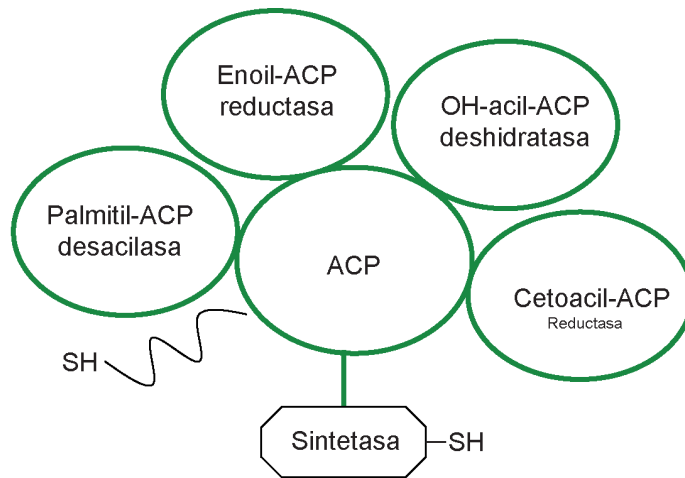 Enoil-ACP
reductasa
OH-acil-ACP
deshidratasa
Palmitil-ACP
desacilasa
ACP
Cetoacil-ACP
Reductasa
SH
Sintetasa
SH